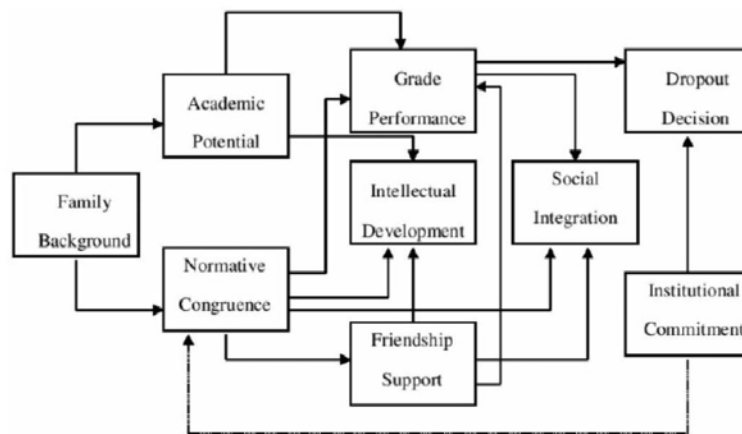 Grade
Performance
Dropout
Decision
Academic
Potential
Family
Background
Intellectual
Development
Social
Integration
Normative
Congruence
Institutional
Commitment
Friendship
Support